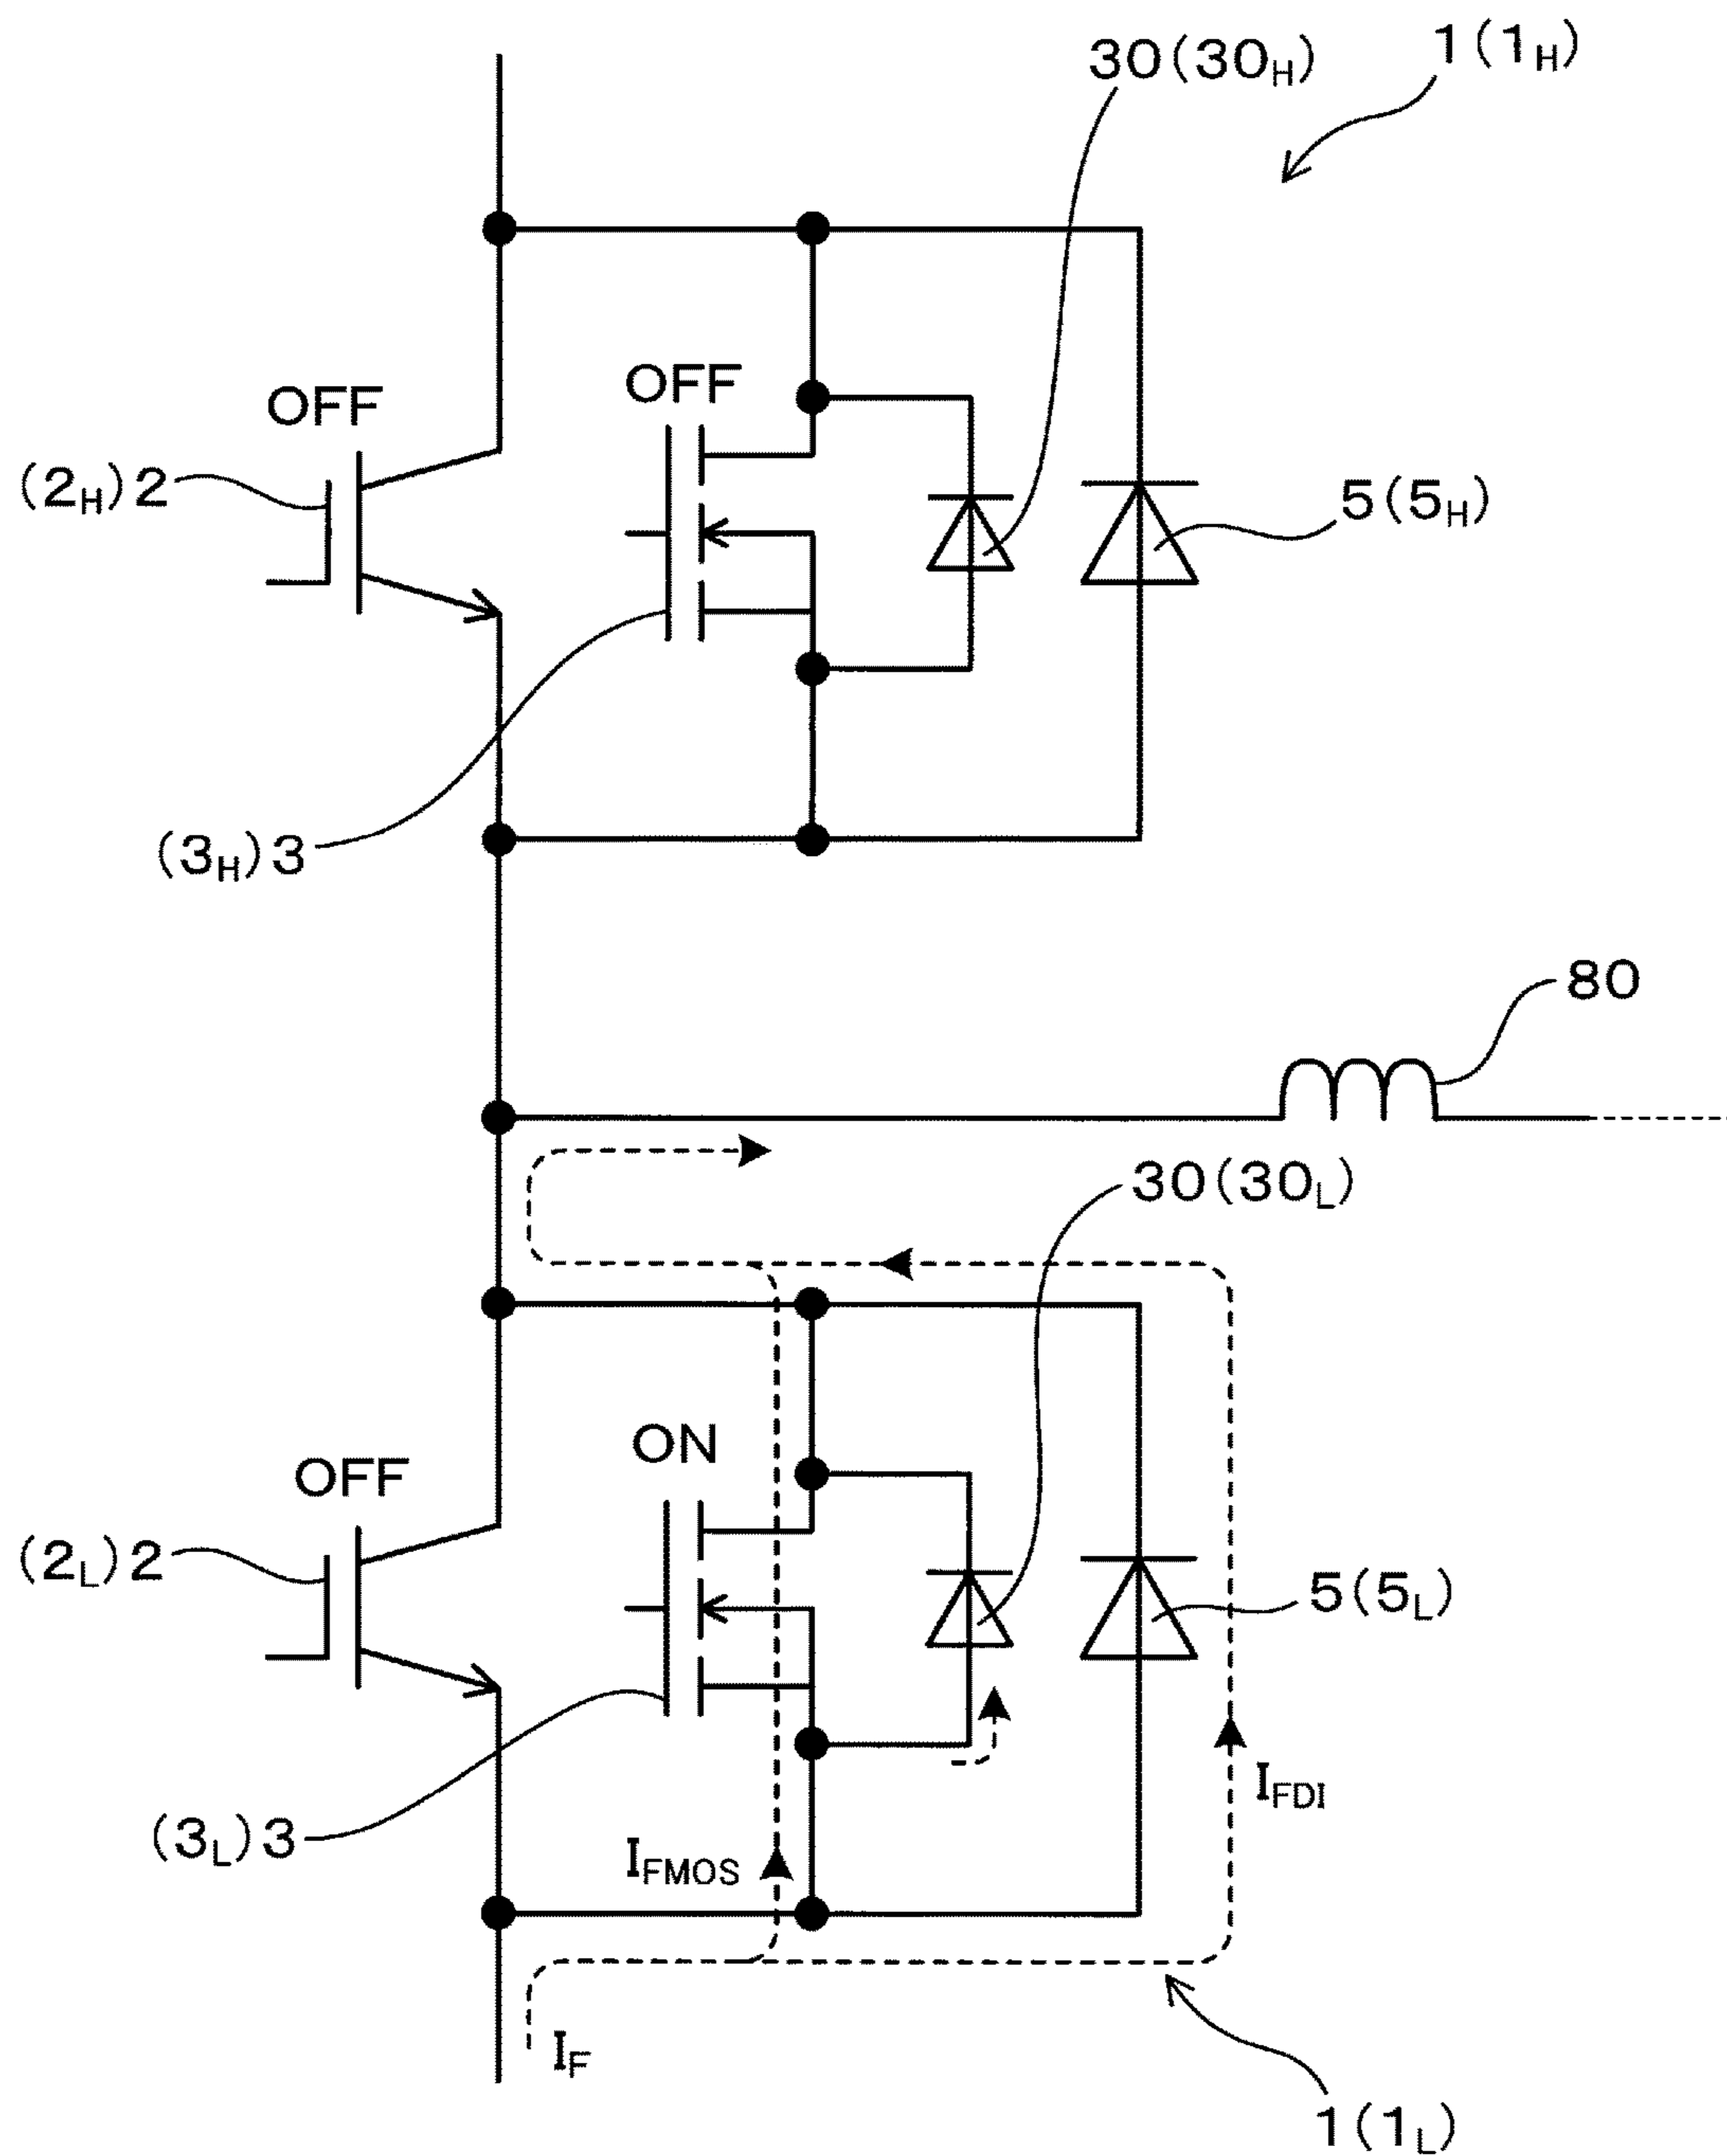 1(1H)
30(30H)
OFF
OFF
(2H)2
5(5H)
(3H)3
80
30(30L)
ON
OFF
(2L)2
5(5L)
IFDI
(3L)3
IFMOS
IF
1(1L)